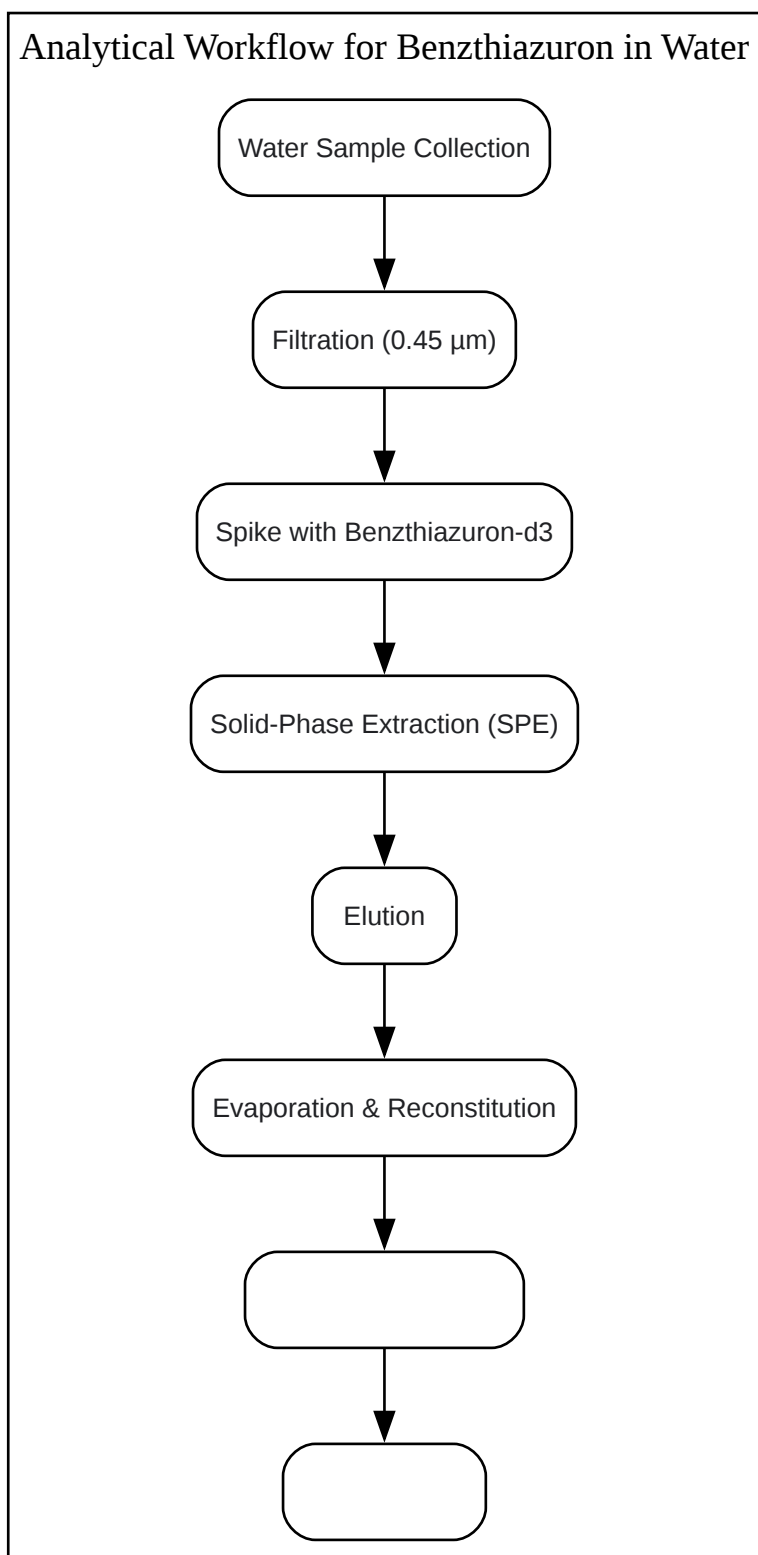 Analytical Workflow for Benzthiazuron in Water
Water Sample Collection
Filtration (0.45 µm)
Spike with Benzthiazuron-d3
Solid-Phase Extraction (SPE)
Elution
Evaporation & Reconstitution